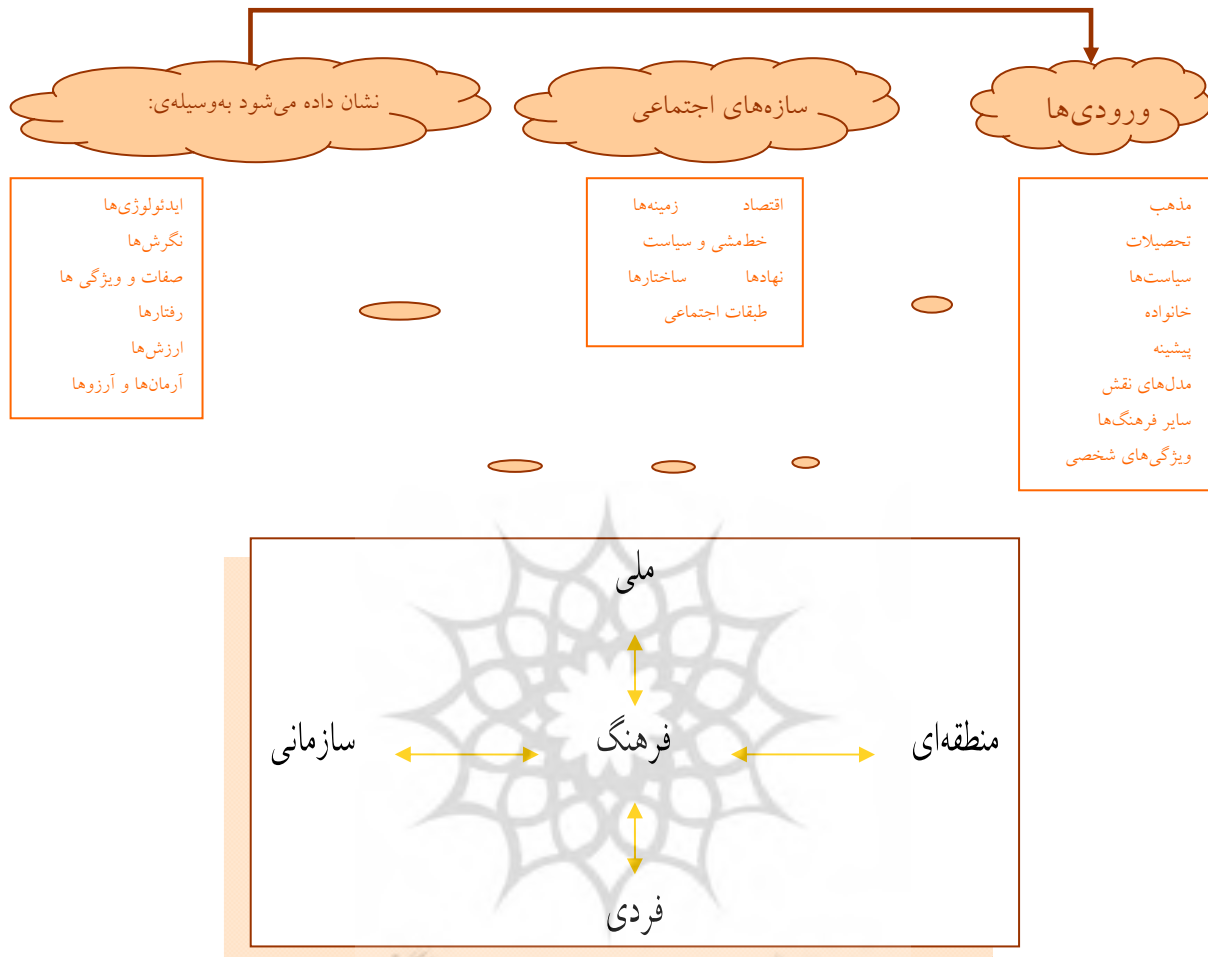 ورودی‌ها
سازه‌های اجتماعی
نشان داده می‌شود به‌وسیله‌ی:
مذهب
تحصیلات
سیاست‌ها
خانواده
پیشینه
مدل‌های نقش
سایر فرهنگ‌ها
ویژگی‌های شخصی
اقتصاد زمینه‌ها
خط‌مشی و سیاست
نهادها ساختارها
طبقات اجتماعی
ایدئولوژی‌ها
نگرش‌ها
صفات و ویژگی ها
رفتارها
ارزش‌ها
آرمان‌ها و آرزوها
ملی
منطقه‌ای فرهنگ سازمانی
فردی